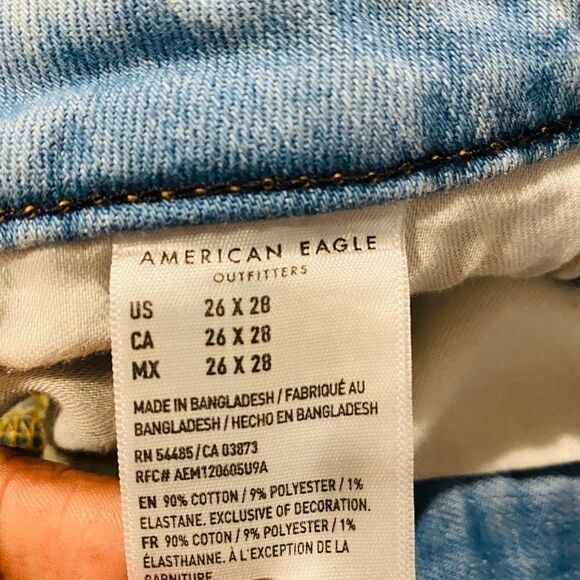 AMERICAN EAGLE
OUTFITTERS
US 26 X 28
CA 26 X 28
MX 26 X 28
MADE IN BANGLADESH / FABRIQUÉ AU
BANGLADESH / HECHO EN BANGLADESH
RN 54485 / CA 03873
RFC# AEM120605U9A
EN 90% COTTON / 9% POLYESTER / 1%
ELASTANE. EXCLUSIVE OF DECORATION.
FR 90% COTON / 9% POLYESTER / 1%
ÉLASTHANNE. À L'EXCEPTION DE LA
GARNITURE